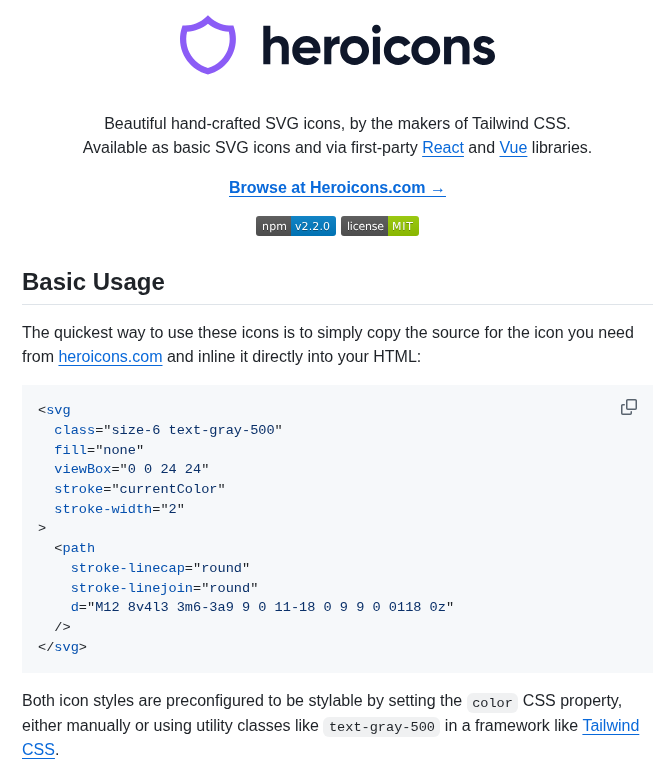 heroicons
Beautiful hand-crafted SVG icons, by the makers of Tailwind CSS.
Available as basic SVG icons and via first-party React and Vue libraries.
Browse at Heroicons.com →
npm v2.2.0 license MIT
Basic Usage
The quickest way to use these icons is to simply copy the source for the icon you need
from heroicons.com and inline it directly into your HTML:
<svg
  class="size-6 text-gray-500"
  fill="none"
  viewBox="0 0 24 24"
  stroke="currentColor"
  stroke-width="2"
>
  <path
    stroke-linecap="round"
    stroke-linejoin="round"
    d="M12 8v4l3 3m6-3a9 9 0 11-18 0 9 9 0 0118 0z"
  />
</svg>
Both icon styles are preconfigured to be stylable by setting the color CSS property,
either manually or using utility classes like text-gray-500 in a framework like Tailwind
CSS.